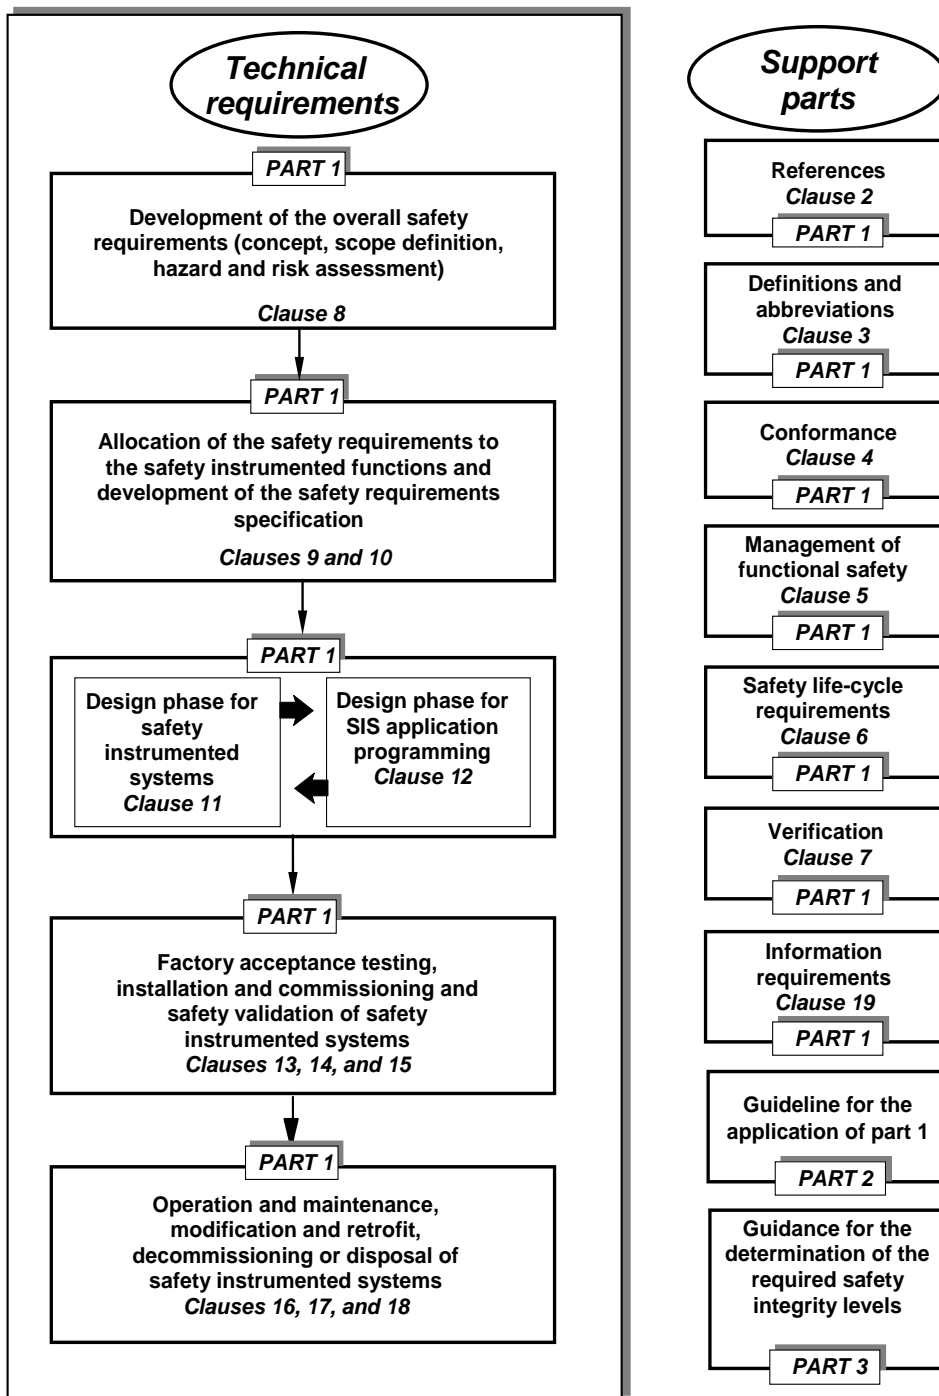 Technical
requirements
PART 1
Development of the overall safety
requirements (concept, scope definition,
hazard and risk assessment)
Clause 8
PART 1
Allocation of the safety requirements to
the safety instrumented functions and
development of the safety requirements
specification
Clauses 9 and 10
PART 1
Design phase for
safety
instrumented
systems
Clause 11
Design phase for
SIS application
programming
Clause 12
PART 1
Factory acceptance testing,
installation and commissioning and
safety validation of safety
instrumented systems
Clauses 13, 14, and 15
PART 1
Operation and maintenance,
modification and retrofit,
decommissioning or disposal of
safety instrumented systems
Clauses 16, 17, and 18
Support
parts
References
Clause 2
PART 1
Definitions and
abbreviations
Clause 3
PART 1
Conformance
Clause 4
PART 1
Management of
functional safety
Clause 5
PART 1
Safety life-cycle
requirements
Clause 6
PART 1
Verification
Clause 7
PART 1
Information
requirements
Clause 19
PART 1
Guideline for the
application of part 1
PART 2
Guidance for the
determination of the
required safety
integrity levels
PART 3